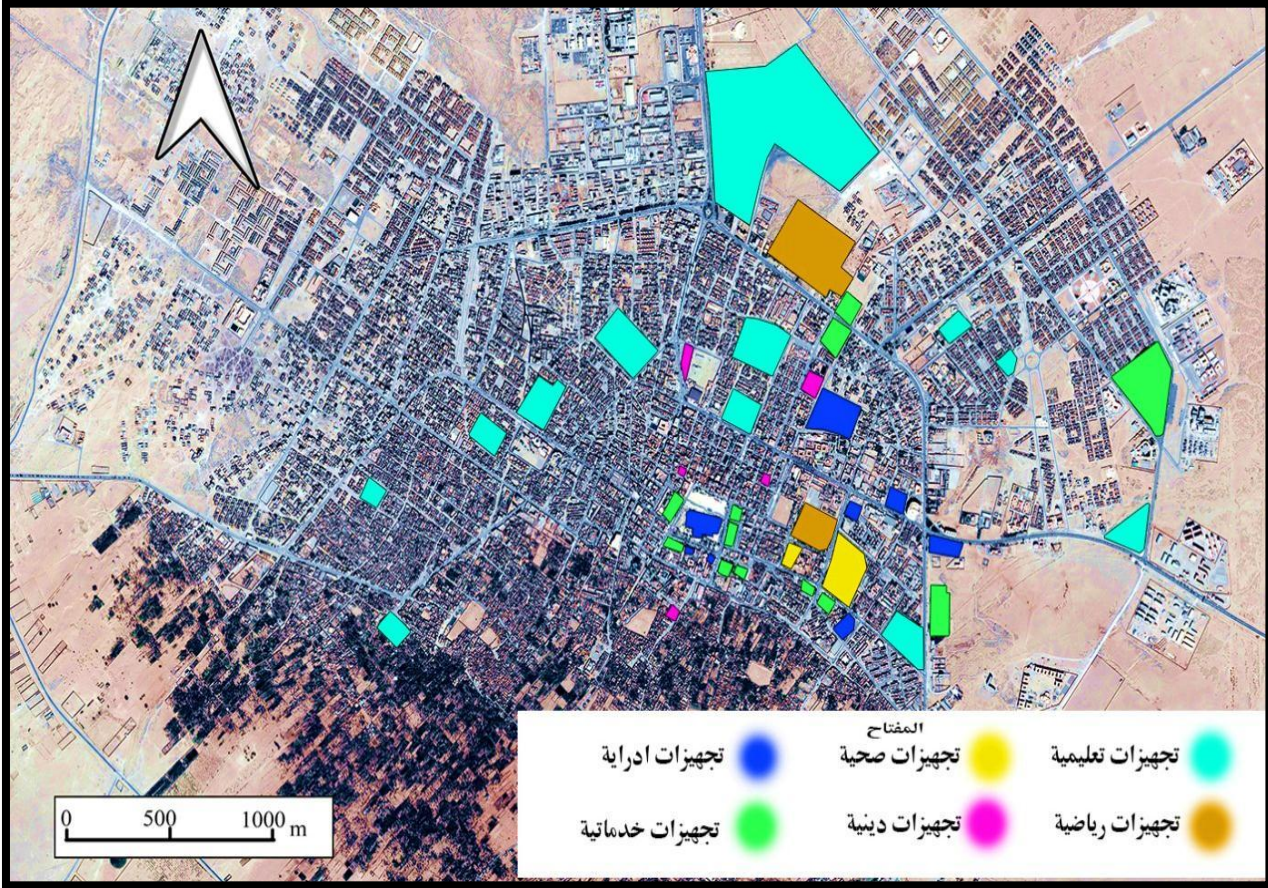 المفتاح
تجهيزات تعليمية
تجهيزات صحية
تجهيزات ادراية
تجهيزات رياضية
تجهيزات دينية
تجهيزات خدماتية
0 500 1000 m